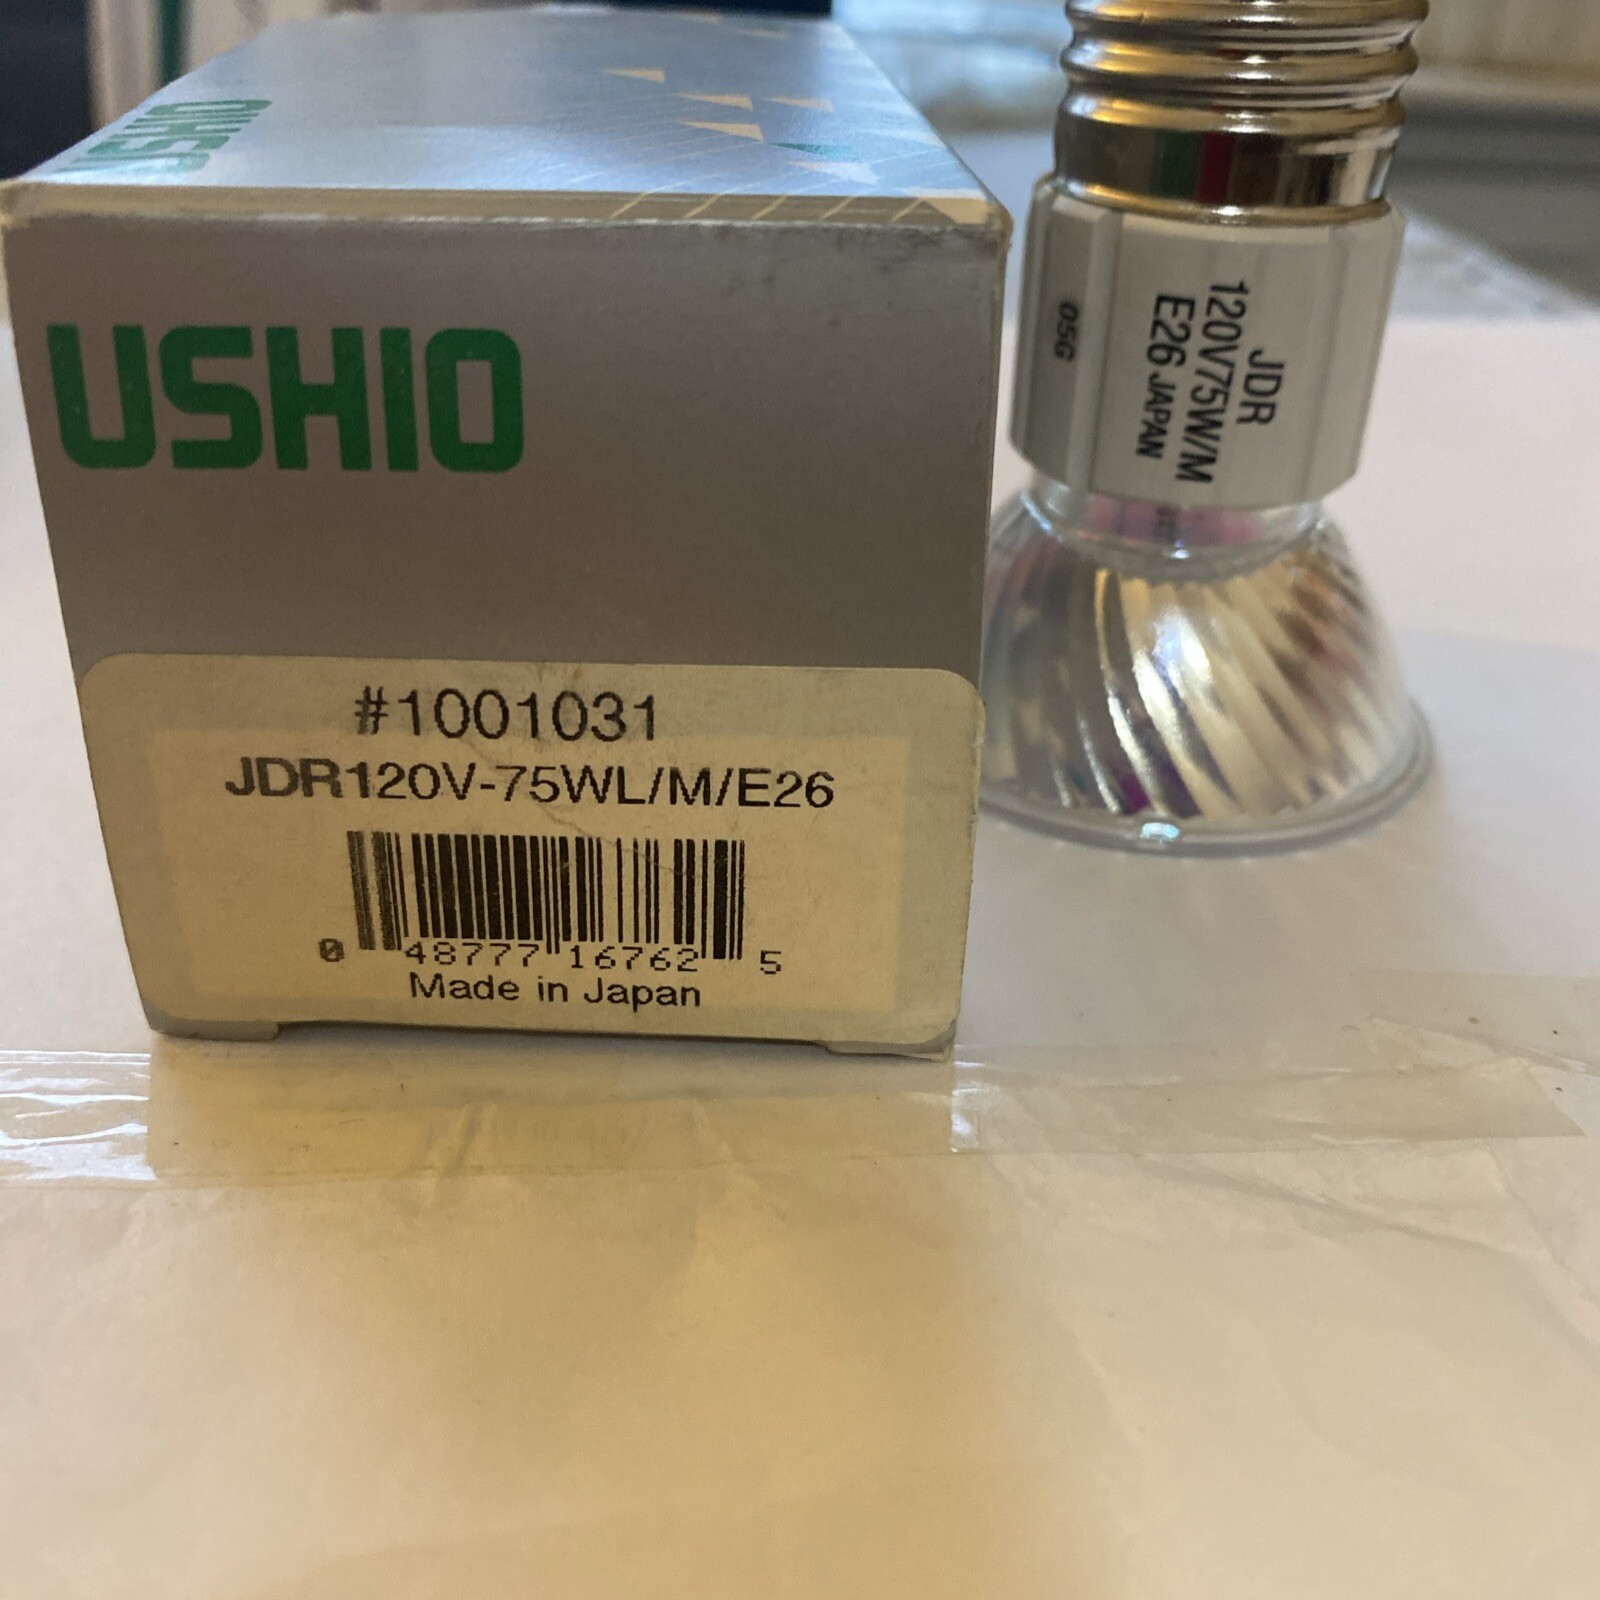 USHIO
USHIO
#1001031
JDR120V-75WL/M/E26
0 48777 16762 5
Made in Japan
JDR
120V75W/M
E26 JAPAN
05G